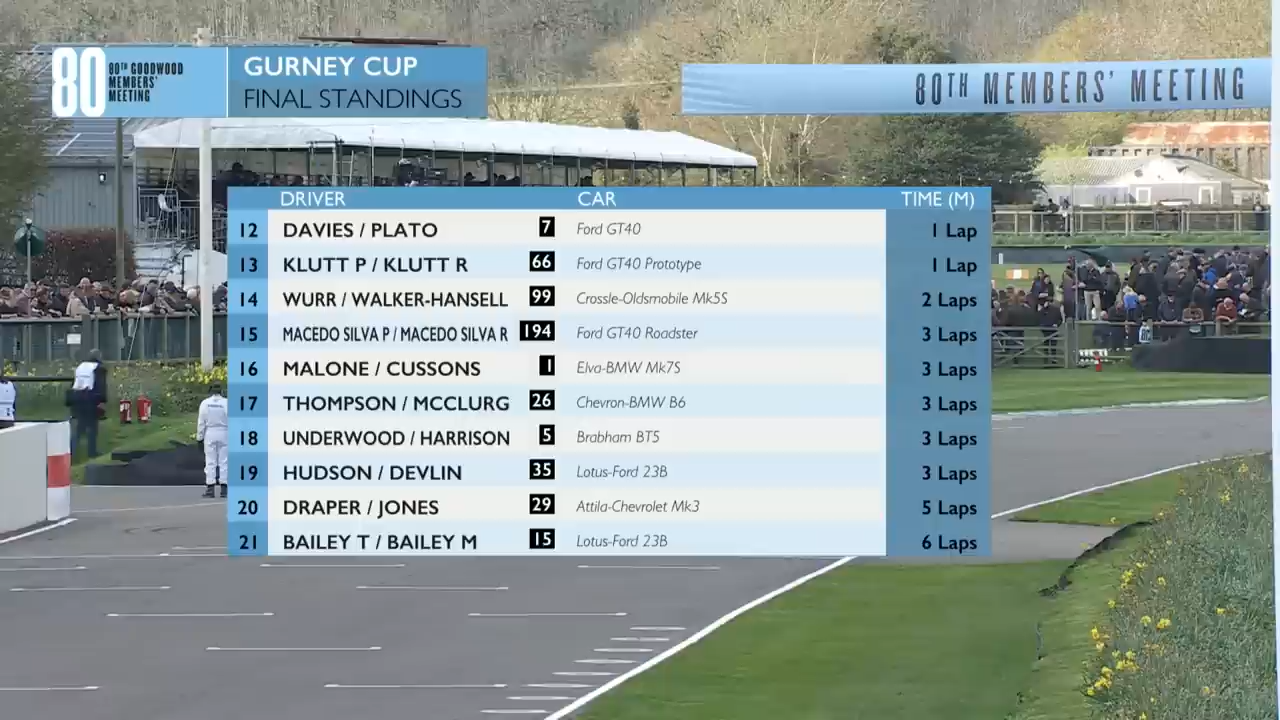 80 80TH GOODWOOD
MEMBERS'
MEETING
GURNEY CUP
FINAL STANDINGS
80TH MEMBERS' MEETING
DRIVER CAR TIME (M)
12 DAVIES / PLATO 7 Ford GT40 1 Lap
13 KLUTT P / KLUTT R 66 Ford GT40 Prototype 1 Lap
14 WURR / WALKER-HANSELL 99 Crossle-Oldsmobile Mk5S 2 Laps
15 MACEDO SILVA P / MACEDO SILVA R 194 Ford GT40 Roadster 3 Laps
16 MALONE / CUSSONS 1 Elva-BMW Mk7S 3 Laps
17 THOMPSON / MCCLURG 26 Chevron-BMW B6 3 Laps
18 UNDERWOOD / HARRISON 5 Brabham BT5 3 Laps
19 HUDSON / DEVLIN 35 Lotus-Ford 23B 3 Laps
20 DRAPER / JONES 29 Attila-Chevrolet Mk3 5 Laps
21 BAILEY T / BAILEY M 15 Lotus-Ford 23B 6 Laps